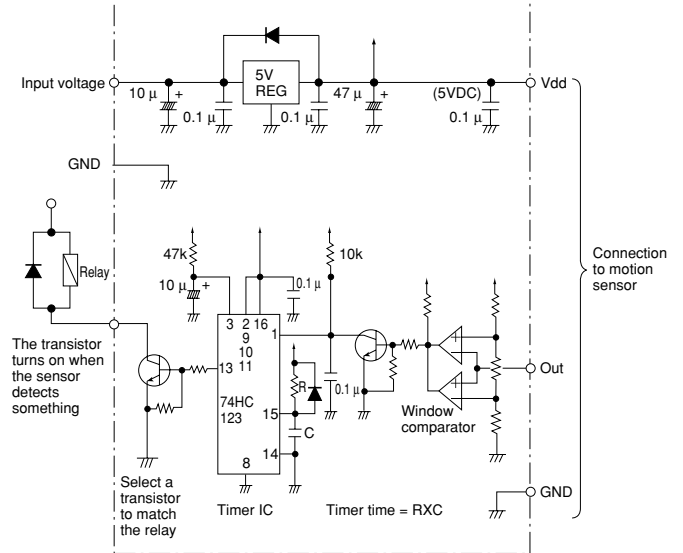 Input voltage
10 µ
+
0.1 µ
5V
REG
0.1 µ
47 µ
+
(5VDC)
0.1 µ
Vdd
GND
Relay
47k
10 µ
+
0.1 µ
10k
3 2 16
9
10
11
1
13
74HC
123
15
14
8
R
C
0.1 µ
+
−
+
−
Window
comparator
Out
Connection
to motion
sensor
The transistor
turns on when
the sensor
detects
something
Select a
transistor
to match
the relay
Timer IC
Timer time = RXC
GND